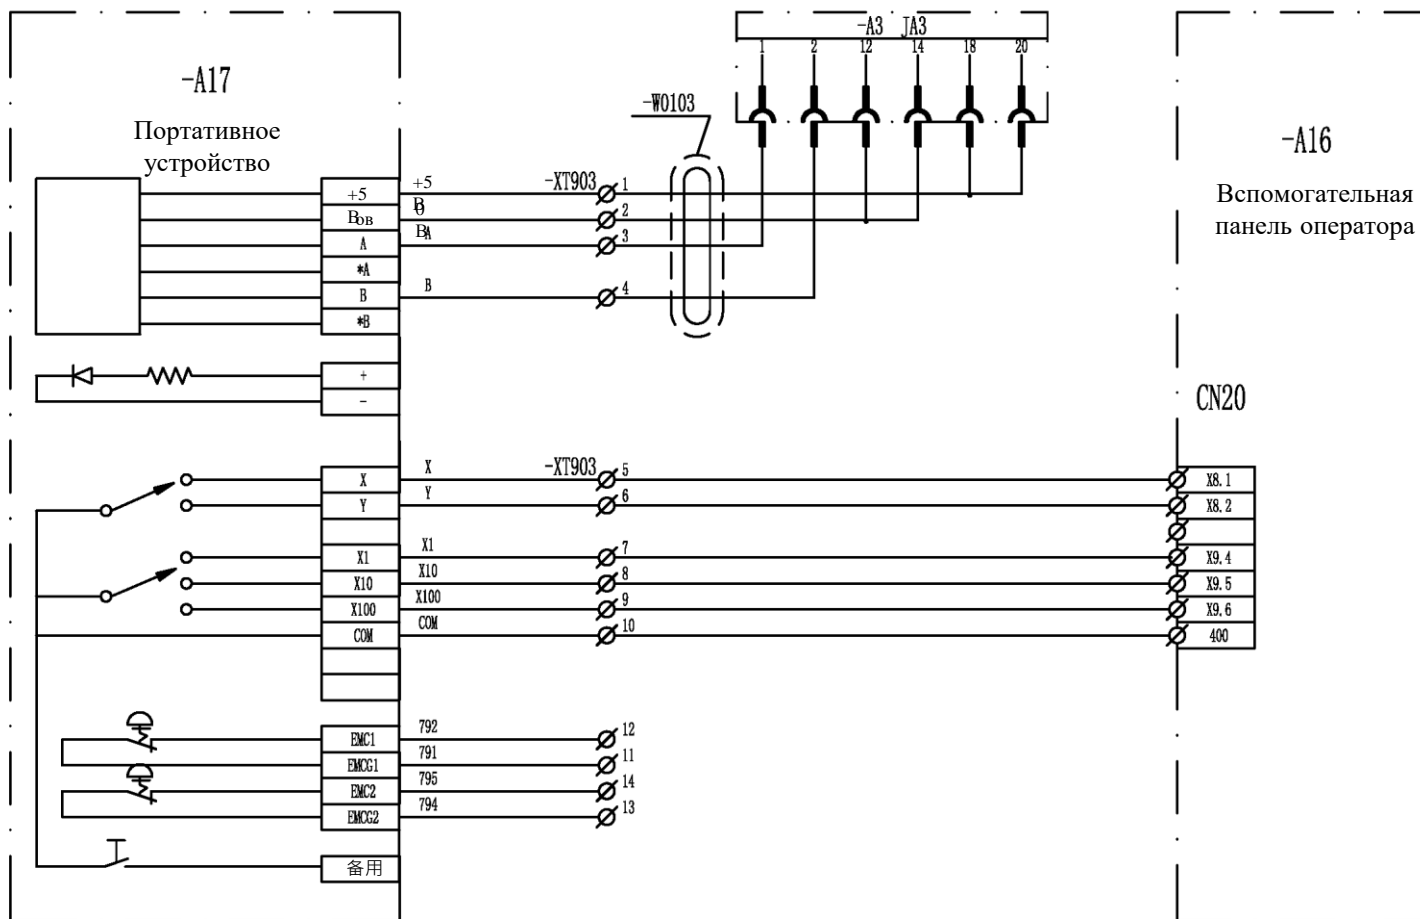 -A3 JA3
1 2 12 14 18 20
-A17
Портативное
устройство
-W0103
-A16
Вспомогательная
панель оператора
+5 +5 -XT903 1
В 0В В 0 2
A В A 3
*A
B B 4
*B
+
-
CN20
X X -XT903 5 X8.1
Y Y 6 X8.2
X1 X1 7 X9.4
X10 X10 8 X9.5
X100 X100 9 X9.6
COM COM 10 400
EMC1 792 12
EMCG1 791 11
EMC2 795 14
EMCG2 794 13
备用